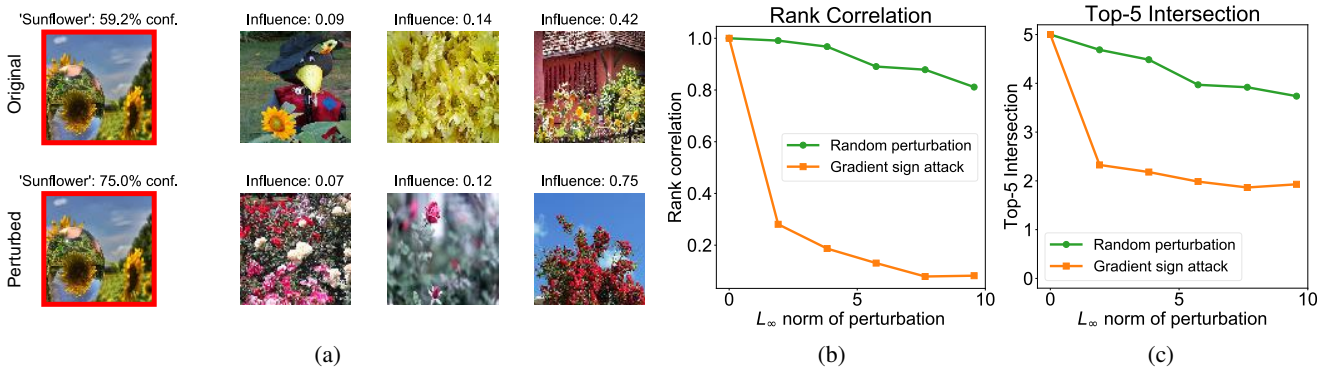 'Sunflower': 59.2% conf.
Influence: 0.09
Influence: 0.14
Influence: 0.42
Original
'Sunflower': 75.0% conf.
Influence: 0.07
Influence: 0.12
Influence: 0.75
Perturbed
(a)
Rank Correlation
Rank correlation
1.0
0.8
0.6
0.4
0.2
Random perturbation
Gradient sign attack
0 5 10
L∞ norm of perturbation
(b)
Top-5 Intersection
Top-5 Intersection
5
4
3
2
1
0
Random perturbation
Gradient sign attack
0 5 10
L∞ norm of perturbation
(c)